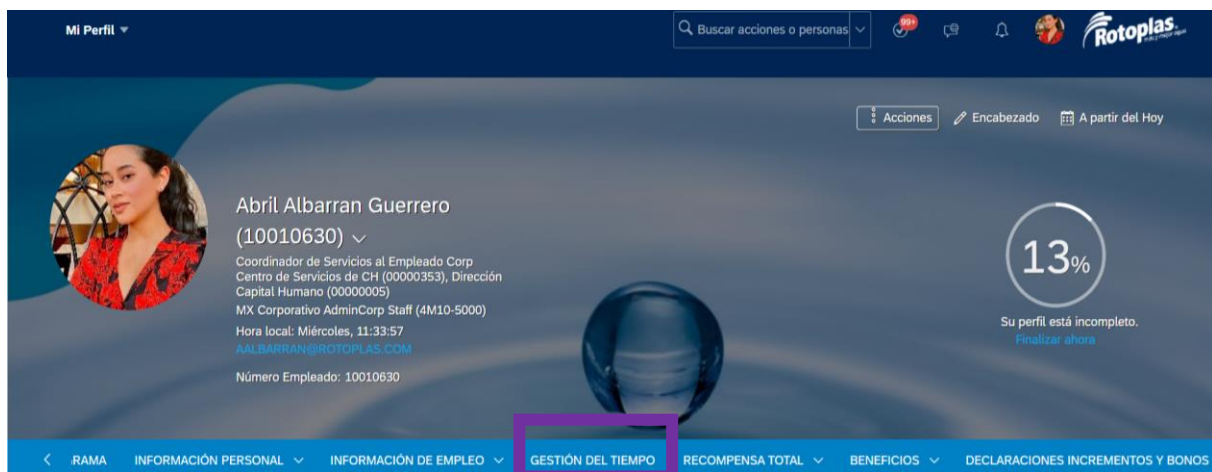 Mi Perfil
Buscar acciones o personas
99+
Rotoplas
Acciones
Encabezado
A partir del Hoy
Abril Albarran Guerrero
(10010630)
Coordinador de Servicios al Empleado Corp
Centro de Servicios de CH (00000353), Dirección
Capital Humano (00000005)
MX Corporativo AdminCorp Staff (4M10-5000)
Hora local: Miércoles, 11:33:57
AALBARRAN@ROTOPLAS.COM
Número Empleado: 10010630
13%
Su perfil está incompleto.
Finalizar ahora
RAMA INFORMACIÓN PERSONAL INFORMACIÓN DE EMPLEO GESTIÓN DEL TIEMPO RECOMPENSA TOTAL BENEFICIOS DECLARACIONES INCREMENTOS Y BONOS